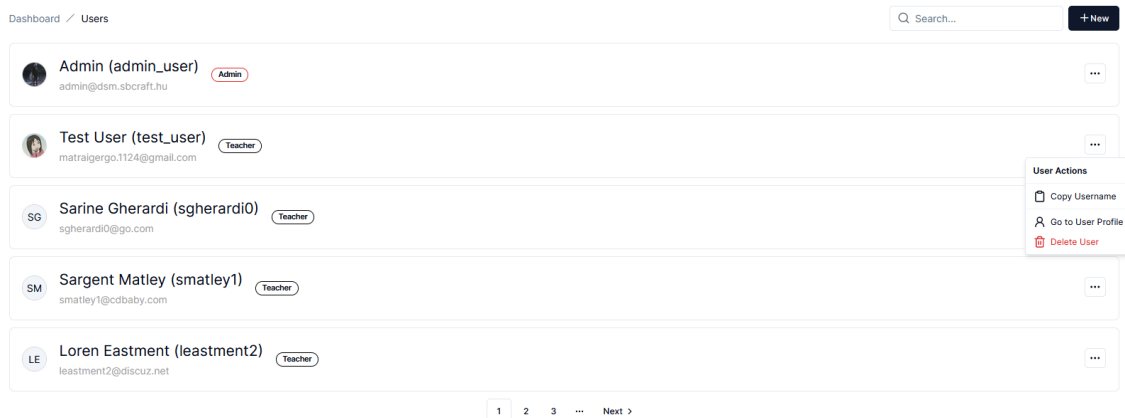 Dashboard / Users
Search...
+ New
Admin (admin_user)
Admin
admin@dsm.sbcraft.hu
Test User (test_user)
Teacher
matraigergo.1124@gmail.com
User Actions
Copy Username
Go to User Profile
Delete User
SG
Sarine Gherardi (sgherardi0)
Teacher
sgherardi0@go.com
SM
Sargent Matley (smatley1)
Teacher
smatley1@cdbaby.com
LE
Loren Eastment (leastment2)
Teacher
leastment2@discuz.net
1 2 3 ... Next >